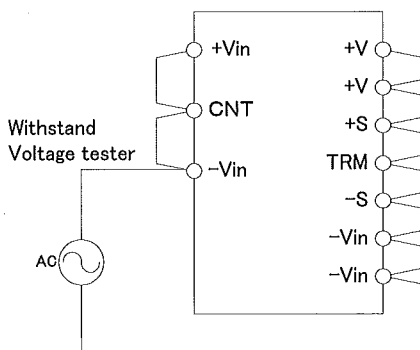 +Vin
CNT
-Vin
Withstand
Voltage tester
AC
+V
+V
+S
TRM
-S
-Vin
-Vin